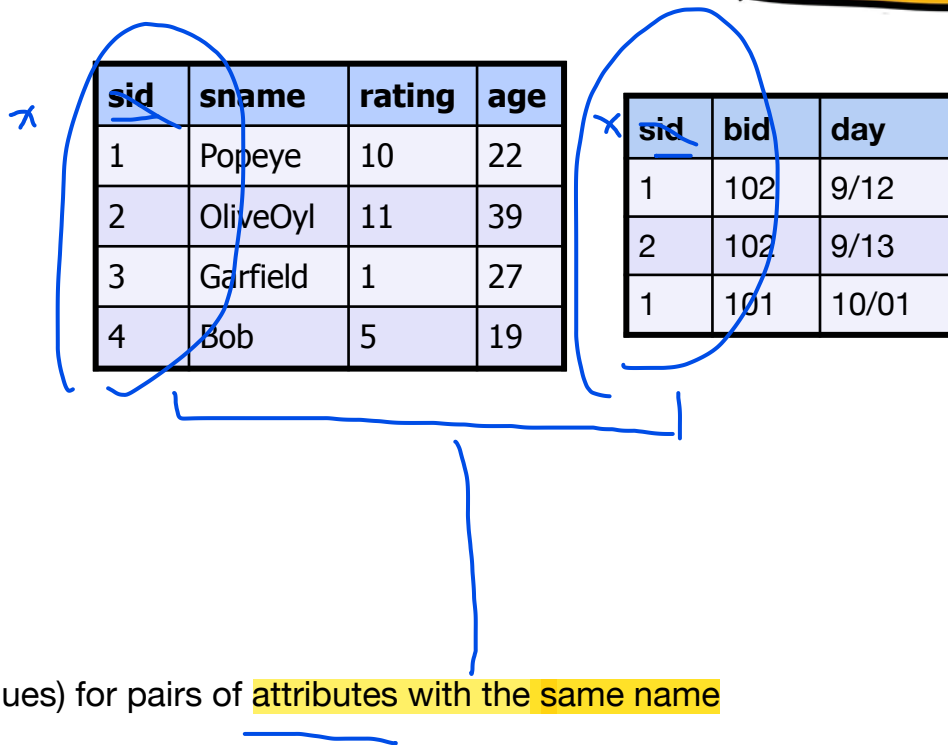 sid sname rating age
1 Popeye 10 22
2 OliveOyl 11 39
3 Garfield 1 27
4 Bob 5 19
sid bid day
1 102 9/12
2 102 9/13
1 101 10/01
ues) for pairs of attributes with the same name